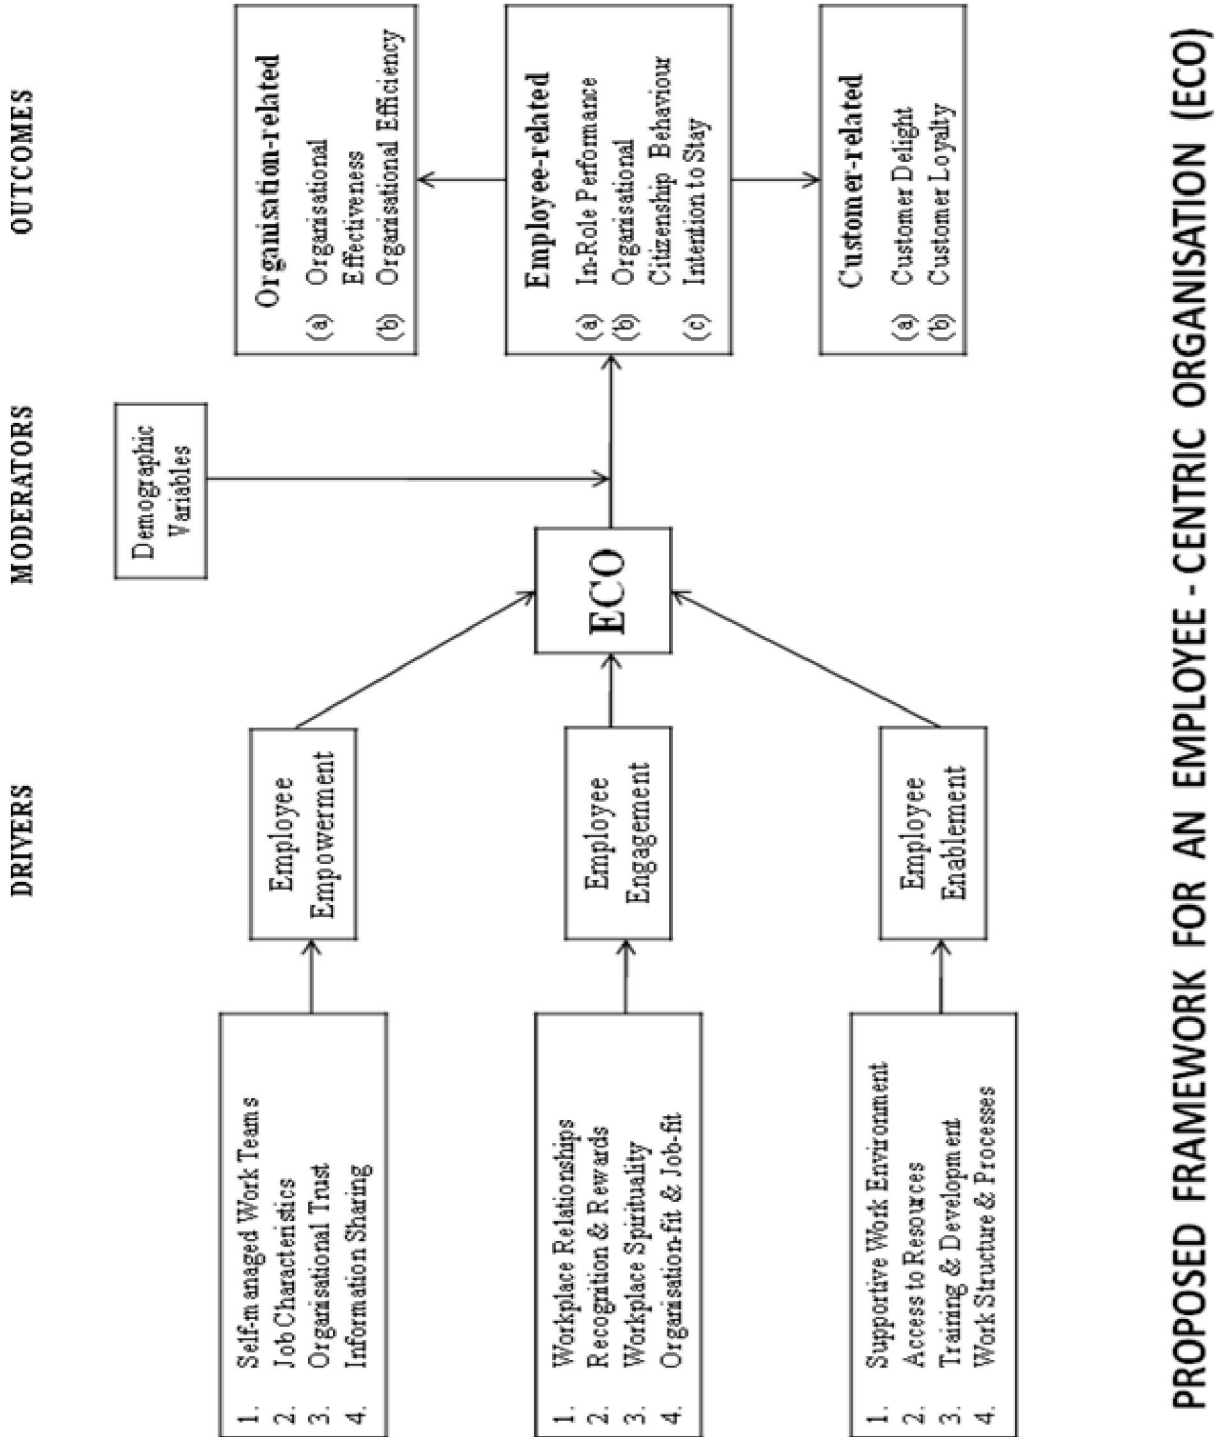 DRIVERS
MODERATORS
OUTCOMES
1. Self-managed Work Teams
2. Job Characteristics
3. Organisational Trust
4. Information Sharing
Employee
Empowerment
Demographic
Variables
Organisation-related
(a) Organisational
Effectiveness
(b) Organisational Efficiency
1. Workplace Relationships
2. Recognition & Rewards
3. Workplace Spirituality
4. Organisation-fit & Job-fit
Employee
Engagement
ECO
Employee-related
(a) In-Role Performance
(b) Organisational
Citizenship Behaviour
(c) Intention to Stay
1. Supportive Work Environment
2. Access to Resources
3. Training & Development
4. Work Structure & Processes
Employee
Enablement
Customer-related
(a) Customer Delight
(b) Customer Loyalty
PROPOSED FRAMEWORK FOR AN EMPLOYEE - CENTRIC ORGANISATION (ECO)